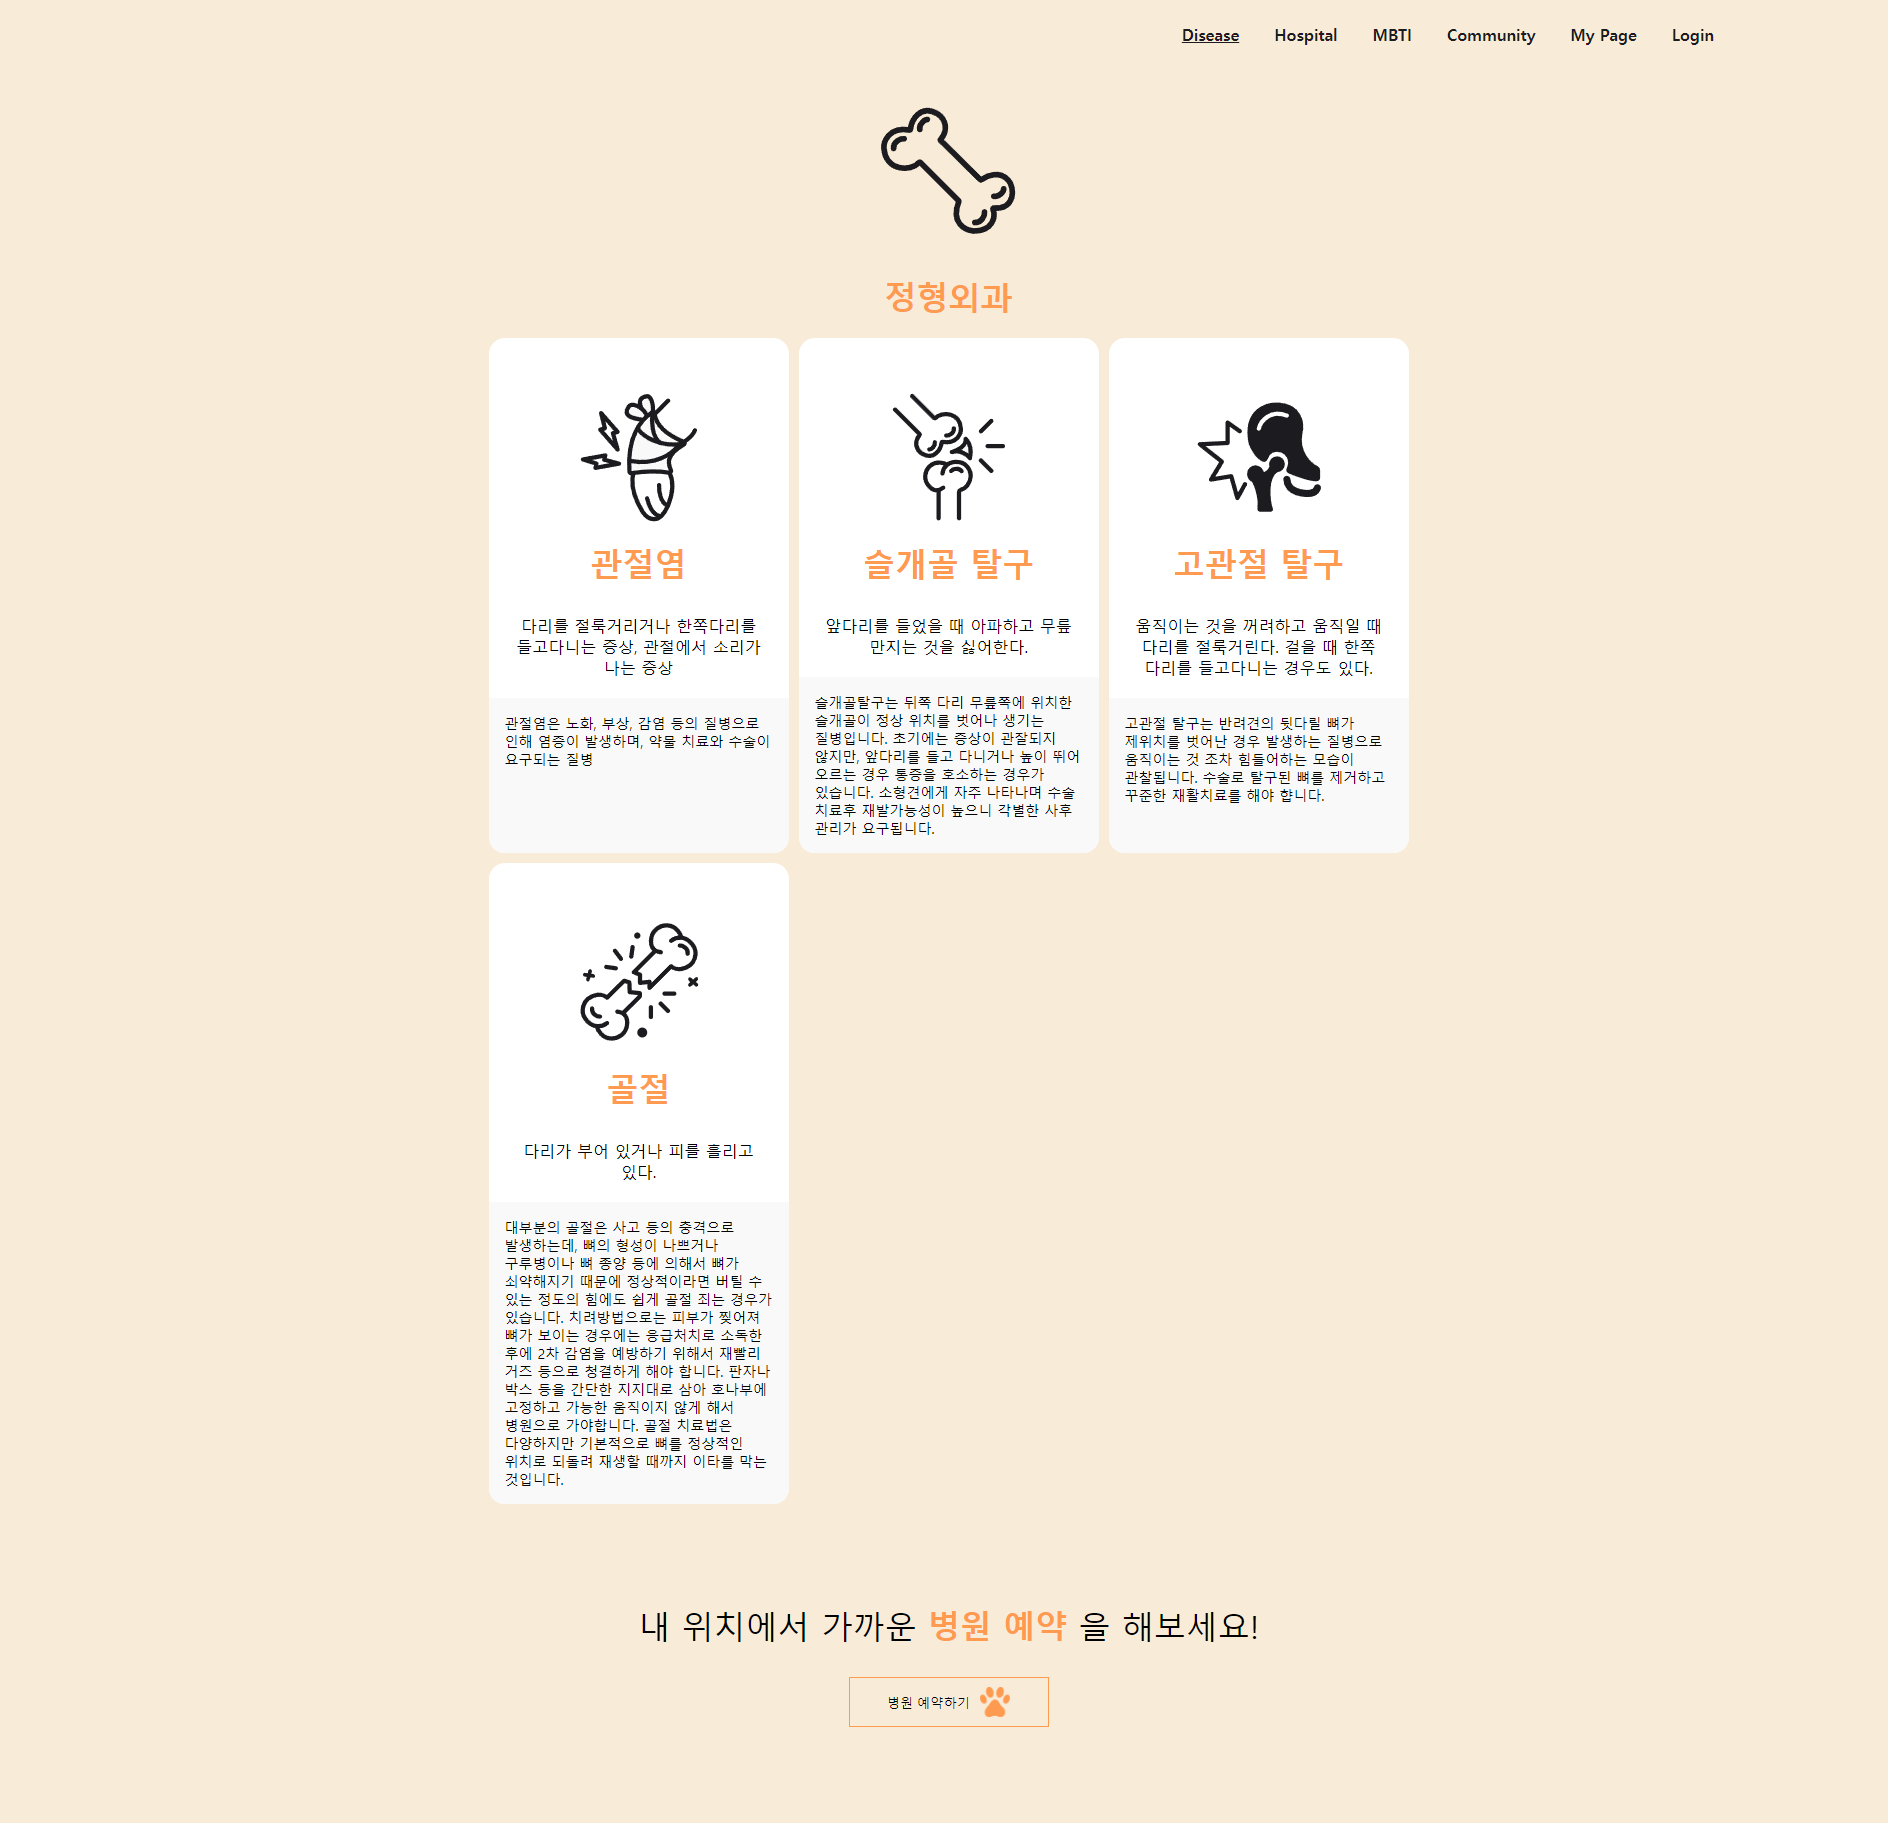 Disease Hospital MBTI Community My Page Login
정형외과
관절염
다리를 절룩거리거나 한쪽다리를
들고다니는 증상, 관절에서 소리가
나는 증상
관절염은 노화, 부상, 감염 등의 질병으로
인해 염증이 발생하며, 약물 치료와 수술이
요구되는 질병
슬개골 탈구
앞다리를 들었을 때 아파하고 무릎
만지는 것을 싫어한다.
슬개골탈구는 뒤쪽 다리 무릎쪽에 위치한
슬개골이 정상 위치를 벗어나 생기는
질병입니다. 초기에는 증상이 관찰되지
않지만, 앞다리를 들고 다니거나 높이 뛰어
오르는 경우 통증을 호소하는 경우가
있습니다. 소형견에게 자주 나타나며 수술
치료후 재발가능성이 높으니 각별한 사후
관리가 요구됩니다.
고관절 탈구
움직이는 것을 꺼려하고 움직일 때
다리를 절룩거린다. 걸을 때 한쪽
다리를 들고다니는 경우도 있다.
고관절 탈구는 반려견의 뒷다릴 뼈가
제위치를 벗어난 경우 발생하는 질병으로
움직이는 것 조차 힘들어하는 모습이
관찰됩니다. 수술로 탈구된 뼈를 제거하고
꾸준한 재활치료를 해야 햡니다.
골절
다리가 부어 있거나 피를 흘리고
있다.
대부분의 골절은 사고 등의 충격으로
발생하는데, 뼈의 형성이 나쁘거나
구루병이나 뼈 종양 등에 의해서 뼈가
쇠약해지기 때문에 정상적이라면 버틸 수
있는 정도의 힘에도 쉽게 골절 죄는 경우가
있습니다. 치려방법으로는 피부가 찢어져
뼈가 보이는 경우에는 응급처치로 소독한
후에 2차 감염을 예방하기 위해서 재빨리
거즈 등으로 청결하게 해야 합니다. 판자나
박스 등을 간단한 지지대로 삼아 호나부에
고정하고 가능한 움직이지 않게 해서
병원으로 가야합니다. 골절 치료법은
다양하지만 기본적으로 뼈를 정상적인
위치로 되돌려 재생할 때까지 이타를 막는
것입니다.
내 위치에서 가까운 병원 예약 을 해보세요!
병원 예약하기